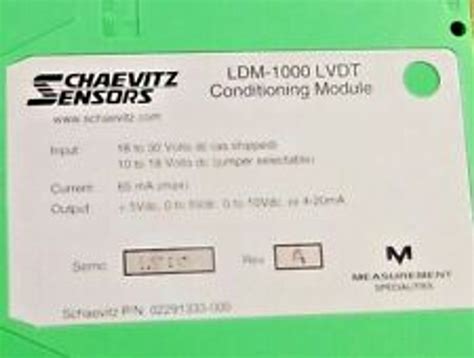 SCHAEVITZ
SENSORS
www.schaevitz.com
LDM-1000 LVDT
Conditioning Module
Input: 18 to 30 Volts dc (as shipped)
10 to 18 Volts dc (jumper selectable)
Current: 65 mA (max)
Output: ± 5Vdc, 0 to 5Vdc, 0 to 10Vdc, or 4-20mA
Rev: A
MEASUREMENT
SPECIALTIES
Schaevitz P/N: 02291333-000